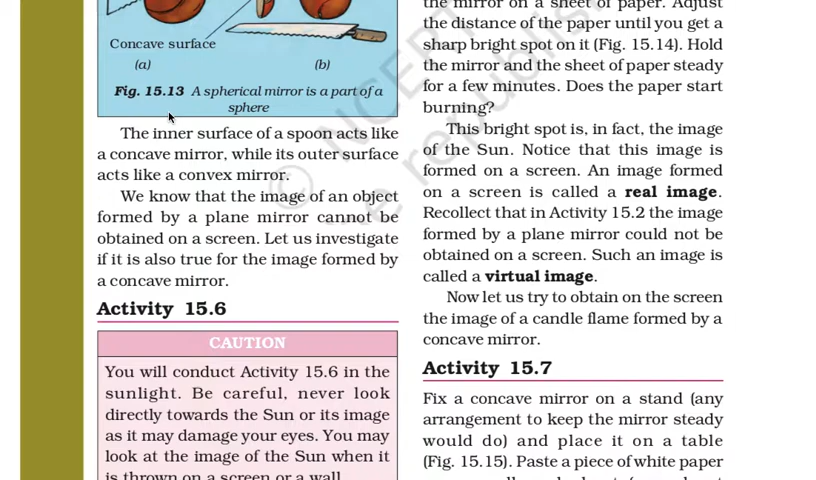 Concave surface
(a)
(b)
Fig. 15.13 A spherical mirror is a part of a
sphere
The inner surface of a spoon acts like
a concave mirror, while its outer surface
acts like a convex mirror.
We know that the image of an object
formed by a plane mirror cannot be
obtained on a screen. Let us investigate
if it is also true for the image formed by
a concave mirror.
Activity 15.6
CAUTION
You will conduct Activity 15.6 in the
sunlight. Be careful, never look
directly towards the Sun or its image
as it may damage your eyes. You may
look at the image of the Sun when it
is thrown on a screen or a wall.
the mirror on a sheet of paper. Adjust
the distance of the paper until you get a
sharp bright spot on it (Fig. 15.14). Hold
the mirror and the sheet of paper steady
for a few minutes. Does the paper start
burning?
This bright spot is, in fact, the image
of the Sun. Notice that this image is
formed on a screen. An image formed
on a screen is called a real image.
Recollect that in Activity 15.2 the image
formed by a plane mirror could not be
obtained on a screen. Such an image is
called a virtual image.
Now let us try to obtain on the screen
the image of a candle flame formed by a
concave mirror.
Activity 15.7
Fix a concave mirror on a stand (any
arrangement to keep the mirror steady
would do) and place it on a table
(Fig. 15.15). Paste a piece of white paper
© NCERT
be republis